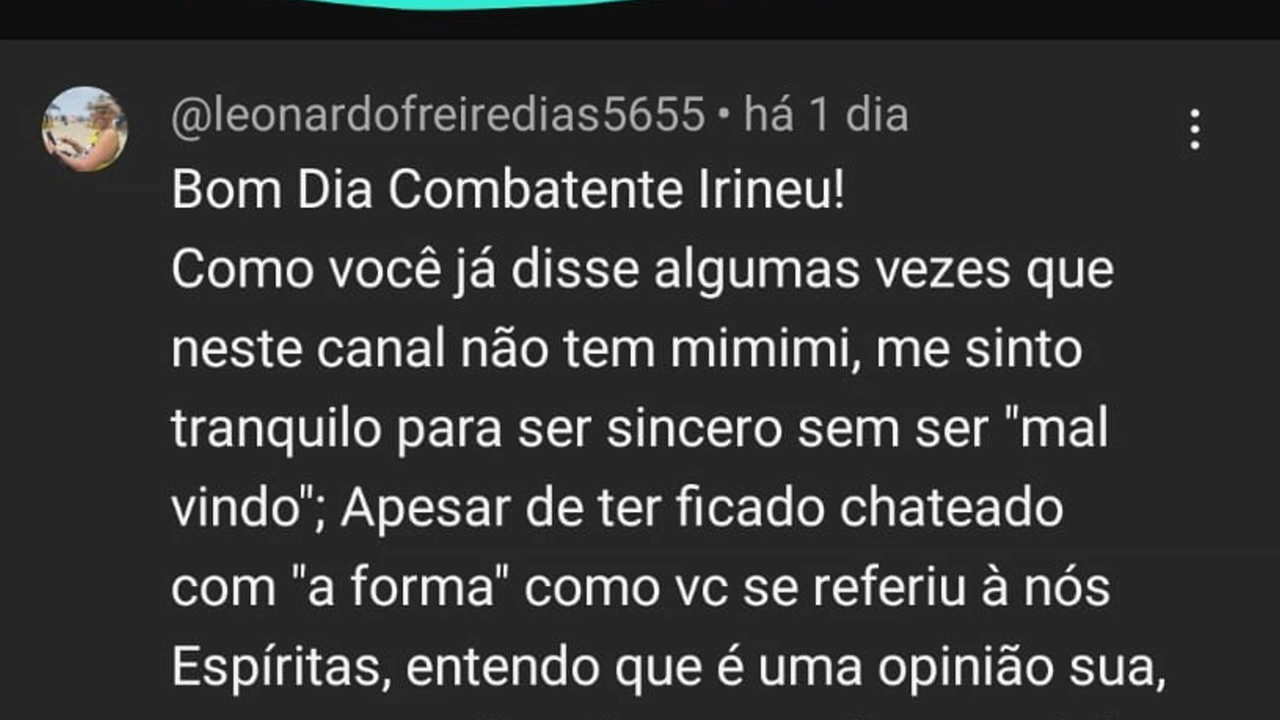 @leonardofreiredias5655 • há 1 dia
Bom Dia Combatente Irineu!
Como você já disse algumas vezes que
neste canal não tem mimimi, me sinto
tranquilo para ser sincero sem ser "mal
vindo"; Apesar de ter ficado chateado
com "a forma" como vc se referiu à nós
Espíritas, entendo que é uma opinião sua,